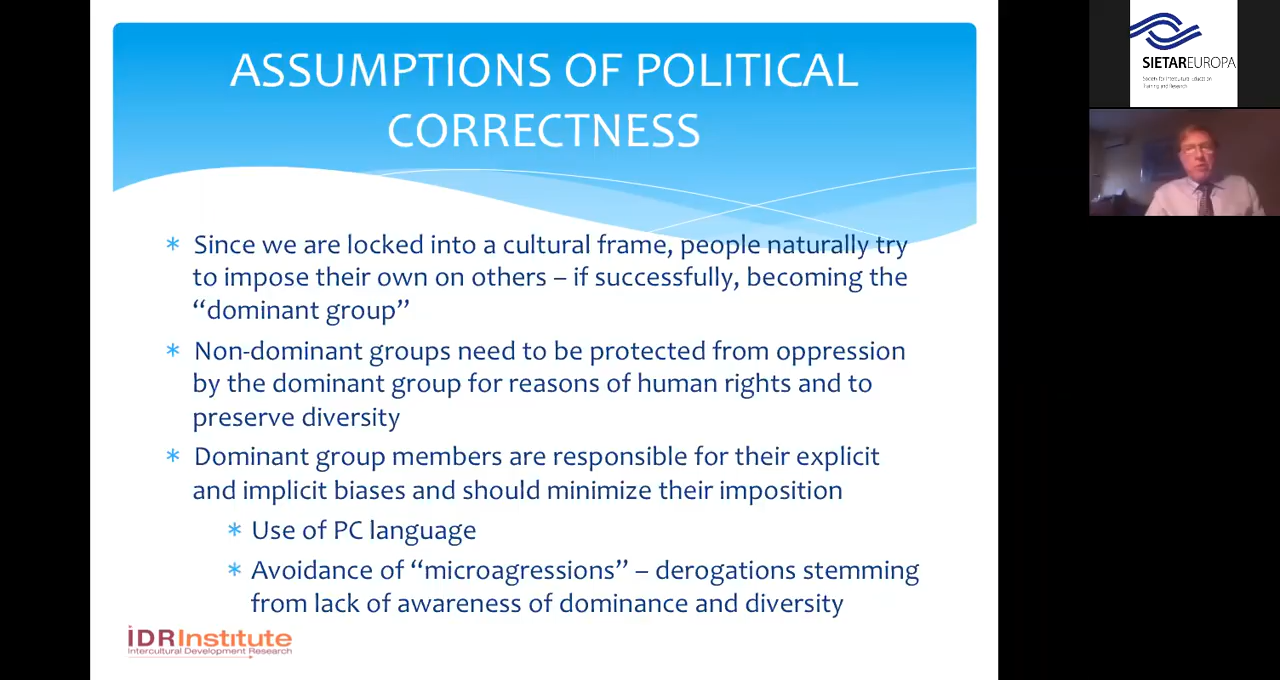 ASSUMPTIONS OF POLITICAL
CORRECTNESS
* Since we are locked into a cultural frame, people naturally try
to impose their own on others – if successfully, becoming the
“dominant group”
* Non-dominant groups need to be protected from oppression
by the dominant group for reasons of human rights and to
preserve diversity
* Dominant group members are responsible for their explicit
and implicit biases and should minimize their imposition
* Use of PC language
* Avoidance of “microagressions” – derogations stemming
from lack of awareness of dominance and diversity
IDRInstitute
Intercultural Development Research
SIETAREUROPA
Society for Intercultural Education
Training and Research